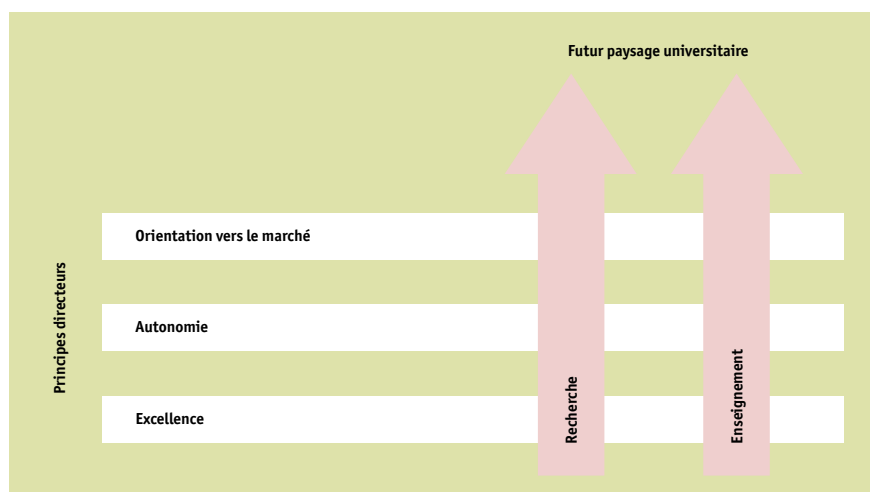 Futur paysage universitaire
Principes directeurs
Orientation vers le marché
Autonomie
Excellence
Recherche
Enseignement